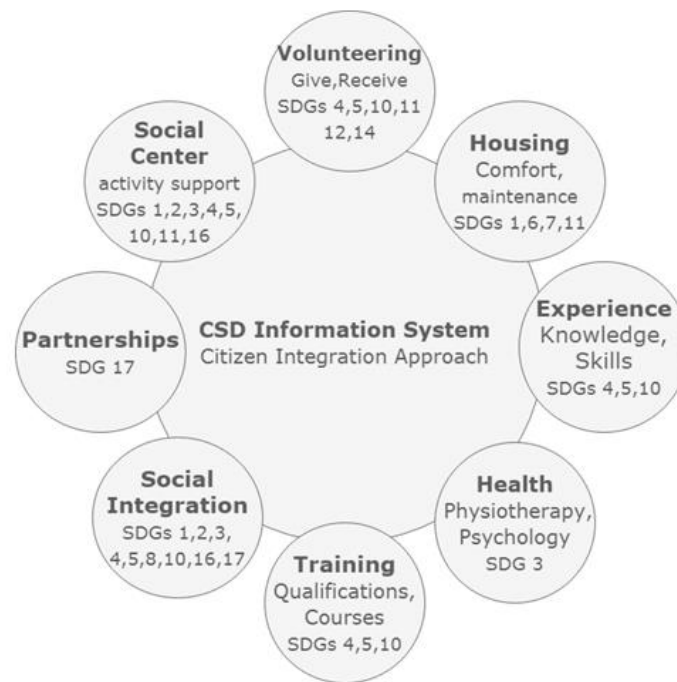 Volunteering
Give,Receive
SDGs 4,5,10,11
12,14
Social
Center
activity support
SDGs 1,2,3,4,5,
10,11,16
Housing
Comfort,
maintenance
SDGs 1,6,7,11
Partnerships
SDG 17
CSD Information System
Citizen Integration Approach
Experience
Knowledge,
Skills
SDGs 4,5,10
Social
Integration
SDGs 1,2,3,
4,5,8,10,16,17
Health
Physiotherapy,
Psychology
SDG 3
Training
Qualifications,
Courses
SDGs 4,5,10